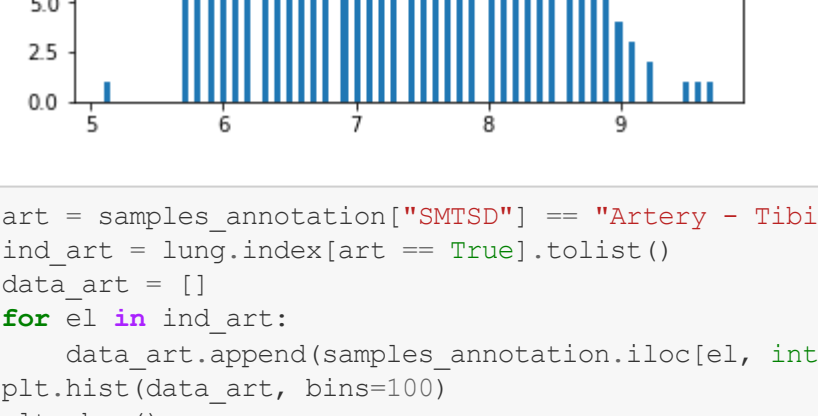 5.0
2.5
0.0
5 6 7 8 9
art = samples_annotation["SMTSD"] == "Artery - Tibi
ind_art = lung.index[art == True].tolist()
data_art = []
for el in ind_art:
    data_art.append(samples_annotation.iloc[el, int
plt.hist(data_art, bins=100)